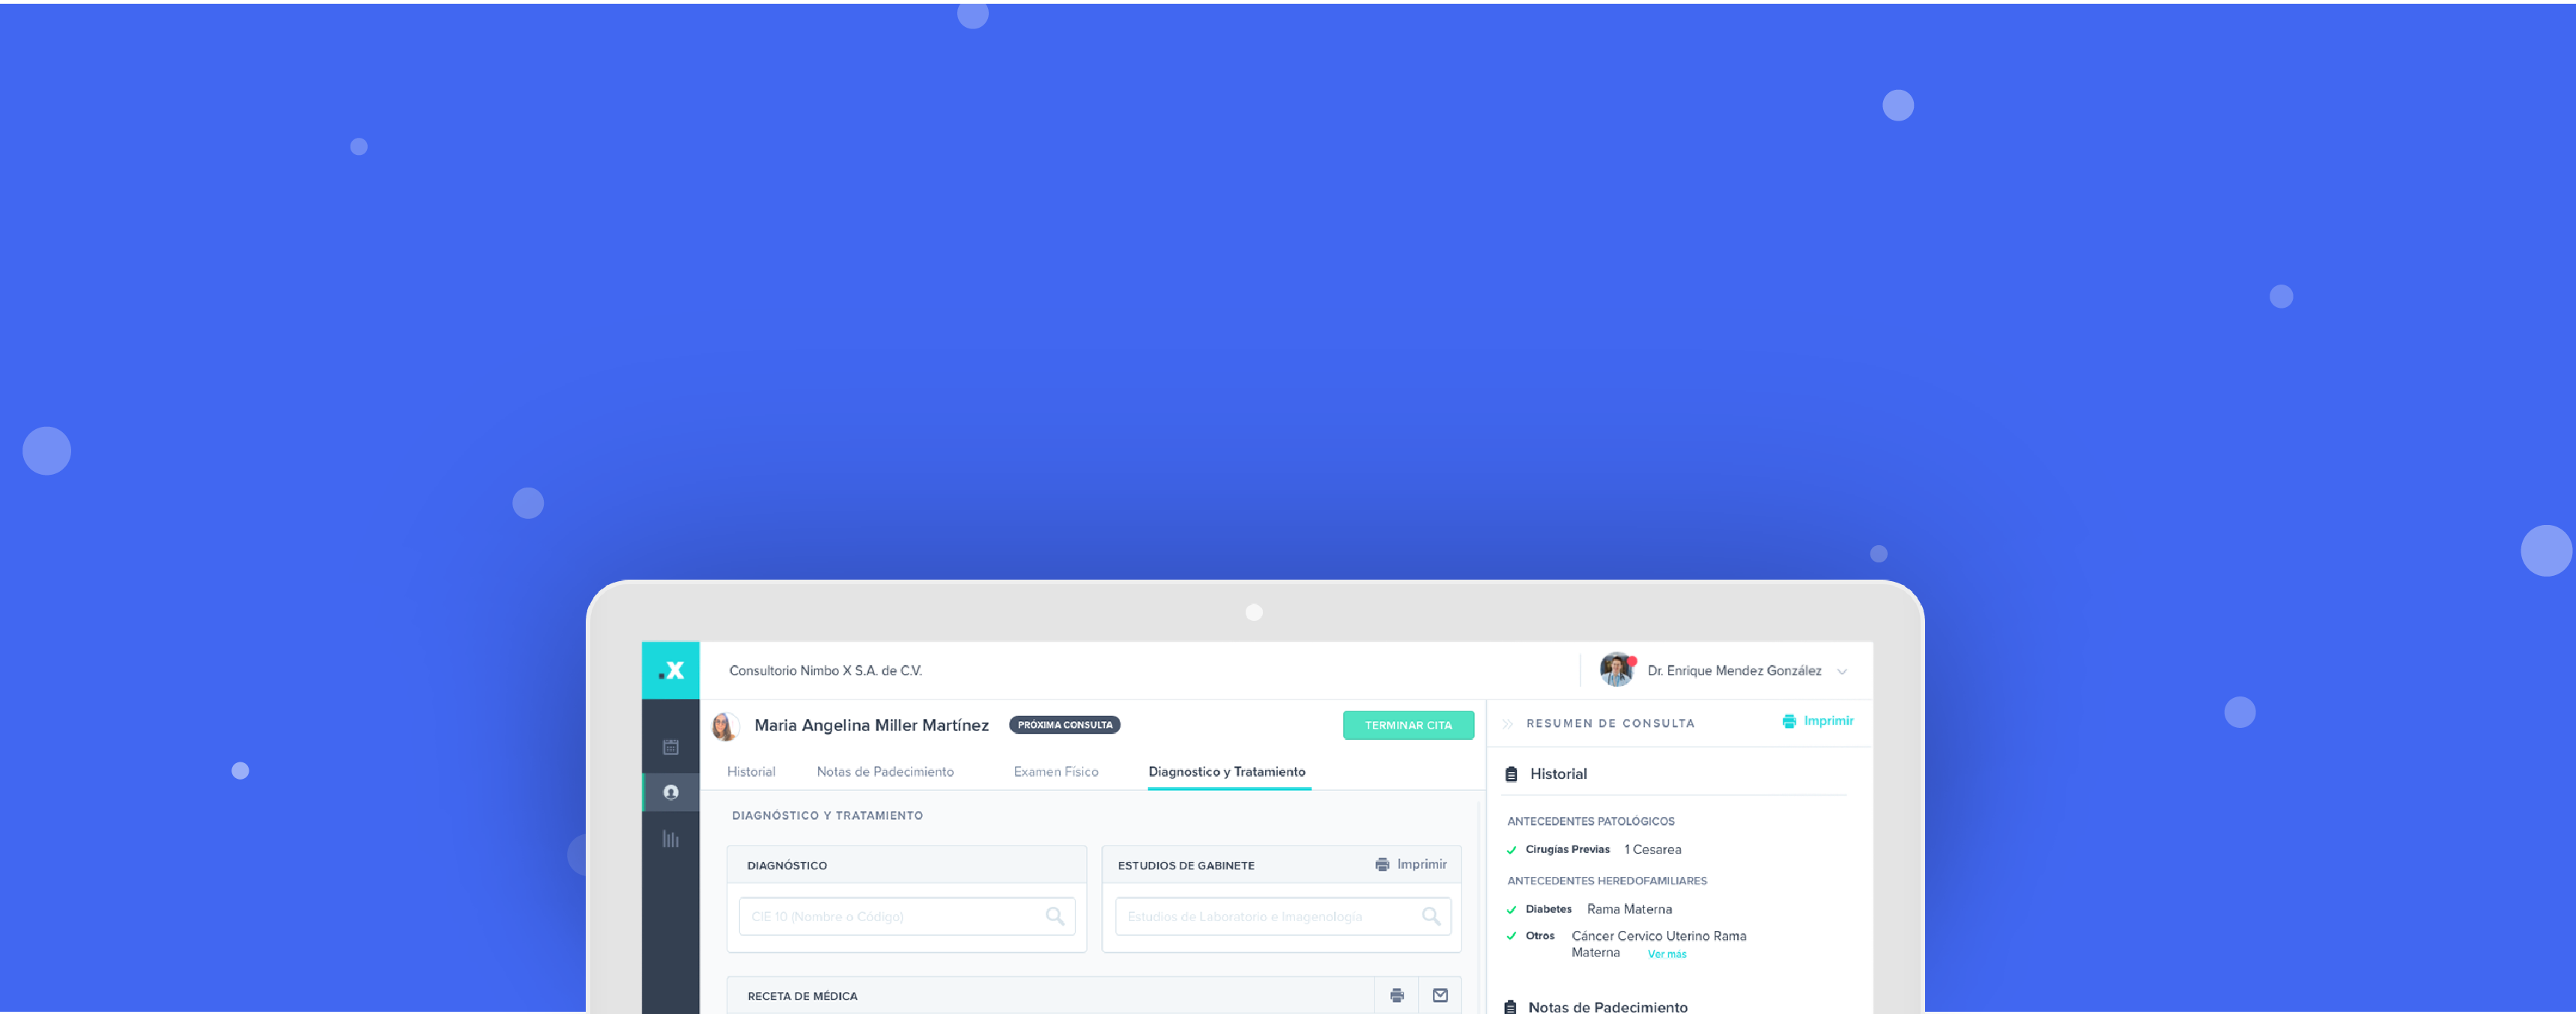 .X
Consultorio Nimbo X S.A. de C.V.
Dr. Enrique Mendez González
Maria Angelina Miller Martínez
PRÓXIMA CONSULTA
TERMINAR CITA
Historial
Notas de Padecimiento
Examen Físico
Diagnostico y Tratamiento
DIAGNÓSTICO Y TRATAMIENTO
DIAGNÓSTICO
CIE 10 (Nombre o Código)
ESTUDIOS DE GABINETE
Imprimir
Estudios de Laboratorio e Imagenologia
RECETA DE MÉDICA
RESUMEN DE CONSULTA
Imprimir
Historial
ANTECEDENTES PATOLÓGICOS
Cirugías Previas 1 Cesarea
ANTECEDENTES HEREDOFAMILIARES
Diabetes Rama Materna
Otros Cáncer Cervico Uterino Rama
Materna Ver más
Notas de Padecimiento